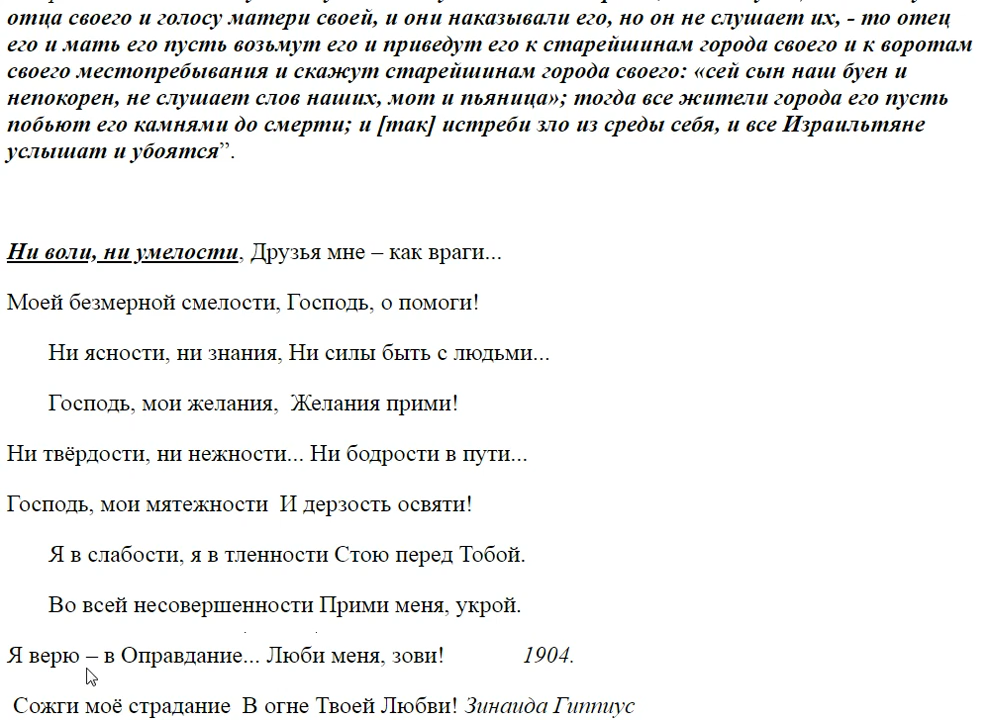 отца своего и голосу матери своей, и они наказывали его, но он не слушает их, - то отец
его и мать его пусть возьмут его и приведут его к старейшинам города своего и к воротам
своего местопребывания и скажут старейшинам города своего: «сей сын наш буен и
непокорен, не слушает слов наших, мот и пьяница»; тогда все жители города его пусть
побьют его камнями до смерти; и [так] истреби зло из среды себя, и все Израильтяне
услышат и убоятся”.
Ни воли, ни умелости, Друзья мне – как враги...
Моей безмерной смелости, Господь, о помоги!
Ни ясности, ни знания, Ни силы быть с людьми...
Господь, мои желания, Желания прими!
Ни твёрдости, ни нежности... Ни бодрости в пути...
Господь, мои мятежности И дерзость освяти!
Я в слабости, я в тленности Стою перед Тобой.
Во всей несовершенности Прими меня, укрой.
Я верю – в Оправдание... Люби меня, зови! 1904.
Сожги моё страдание В огне Твоей Любви! Зинаида Гиппиус